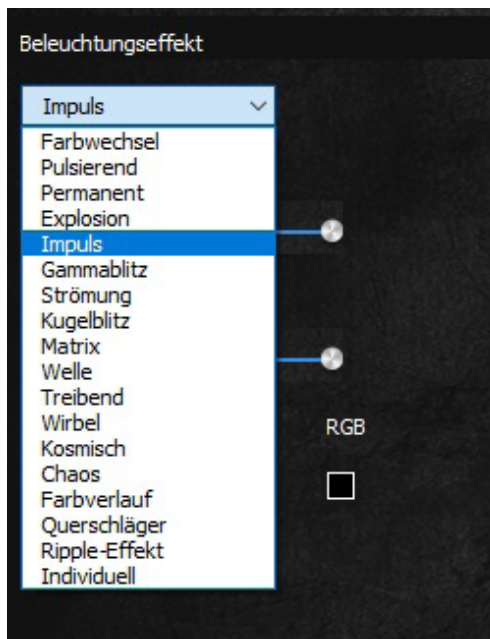 Beleuchtungseffekt
Impuls
Farbwechsel
Pulsierend
Permanent
Explosion
Impuls
Gammablitz
Strömung
Kugelblitz
Matrix
Welle
Treibend
Wirbel
RGB
Kosmisch
Chaos
Farbverlauf
Querschläger
Ripple-Effekt
Individuell